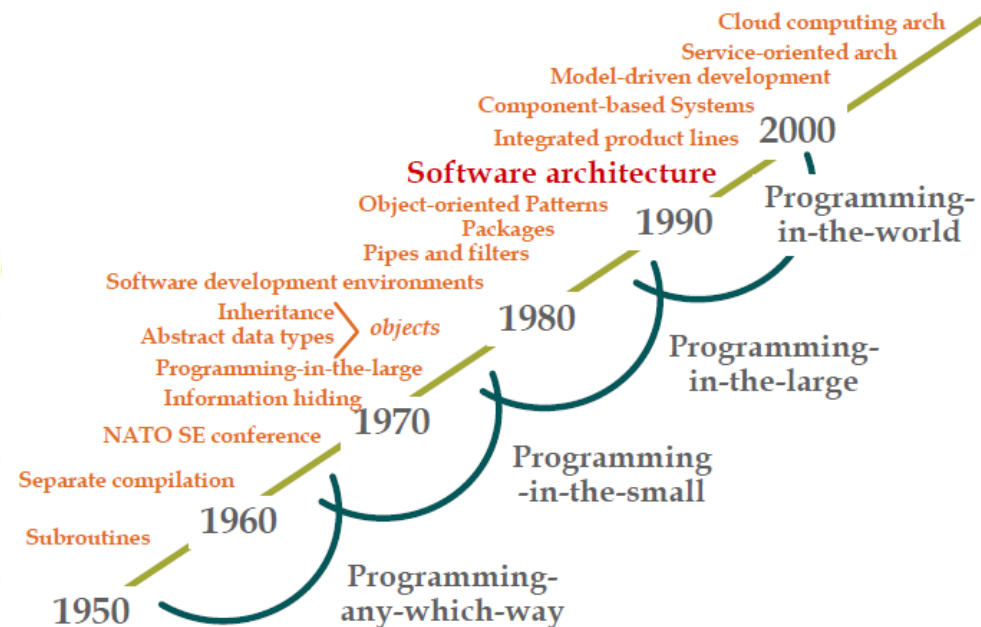 Cloud computing arch
Service-oriented arch
Model-driven development
Component-based Systems
Integrated product lines
2000
Software architecture
Programming-
in-the-world
Object-oriented Patterns
1990
Packages
Pipes and filters
Software development environments
Inheritance
Abstract data types
objects
1980
Programming-
in-the-large
Programming-in-the-large
Information hiding
1970
NATO SE conference
Programming
-in-the-small
Separate compilation
1960
Subroutines
Programming-
any-which-way
1950